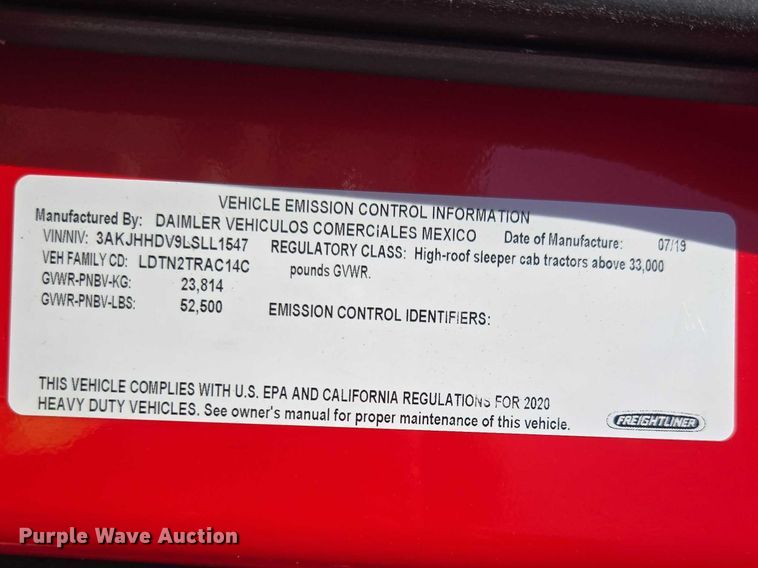 VEHICLE EMISSION CONTROL INFORMATION
Manufactured By: DAIMLER VEHICULOS COMERCIALES MEXICO Date of Manufacture: 07/19
VIN/NIV: 3AKJHHDV9LSLL1547 REGULATORY CLASS: High-roof sleeper cab tractors above 33,000
VEH FAMILY CD: LDTN2TRAC14C pounds GVWR.
GVWR-PNBV-KG: 23,814
GVWR-PNBV-LBS: 52,500 EMISSION CONTROL IDENTIFIERS:
THIS VEHICLE COMPLIES WITH U.S. EPA AND CALIFORNIA REGULATIONS FOR 2020
HEAVY DUTY VEHICLES. See owner's manual for proper maintenance of this vehicle.
FREIGHTLINER
Purple Wave Auction